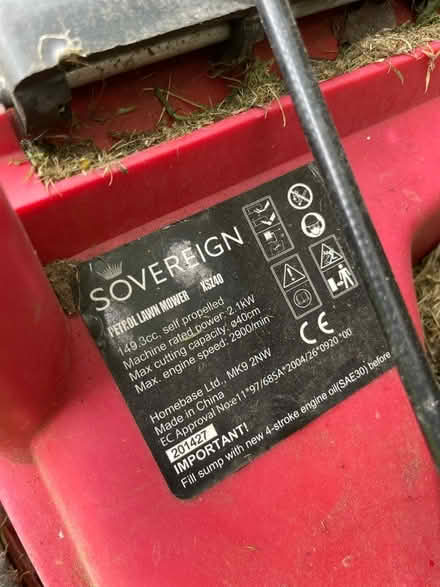 SOVEREIGN
PETROL LAWN MOWER XSZ40
149.3cc, self propelled
Machine rated power: 2.1kW
Max cutting capacity: ø40cm
Max. engine speed: 2900/min
Homebase Ltd., MK9 2NW
Made in China
EC Approval No:e11*97/68SA*2004/26*0920*00
201427
CE
IMPORTANT!
Fill sump with new 4-stroke engine oil(SAE30) before